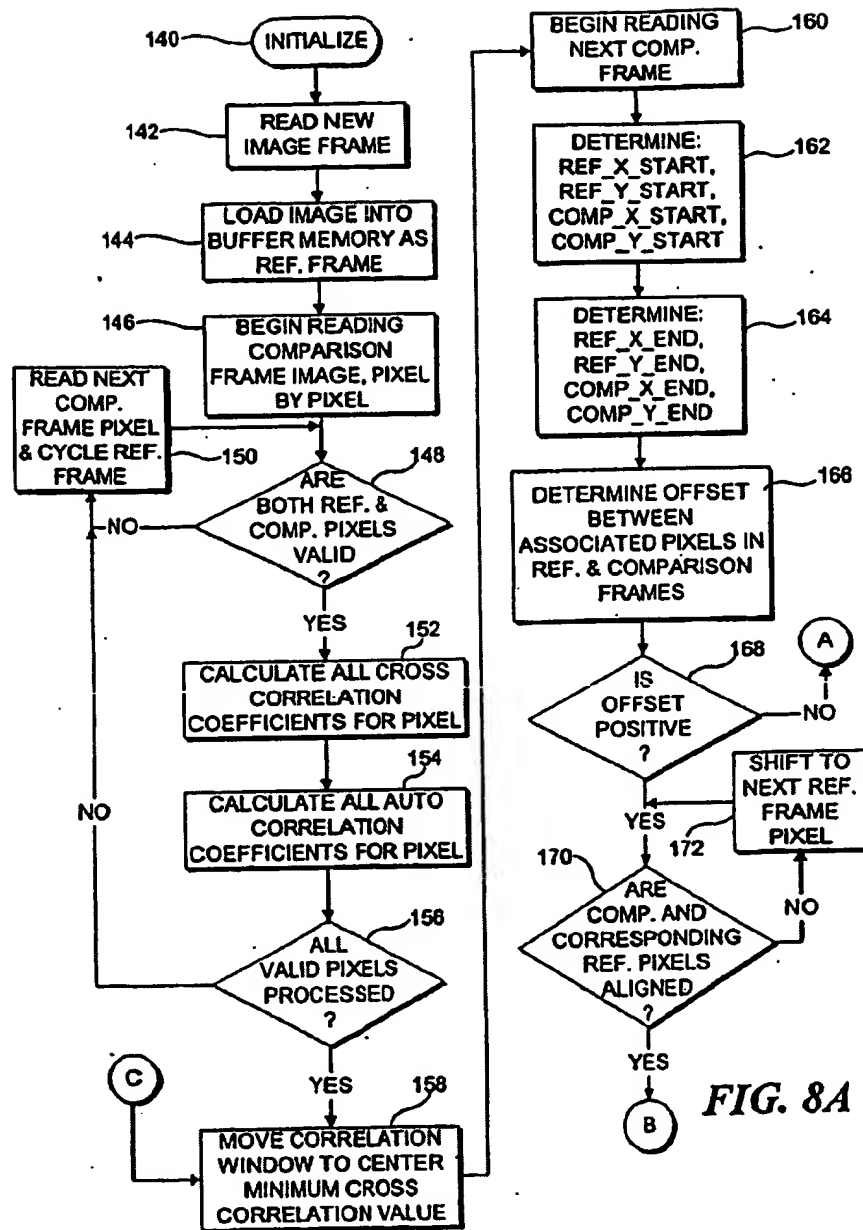 140
INITIALIZE
142
READ NEW
IMAGE FRAME
144
LOAD IMAGE INTO
BUFFER MEMORY AS
REF. FRAME
146
BEGIN READING
COMPARISON
FRAME IMAGE, PIXEL
BY PIXEL
READ NEXT
COMP.
FRAME PIXEL
& CYCLE REF.
FRAME
150
148
ARE
BOTH REF. &
COMP. PIXELS
VALID
?
NO
YES
152
CALCULATE ALL CROSS
CORRELATION
COEFFICIENTS FOR PIXEL
154
CALCULATE ALL AUTO
CORRELATION
COEFFICIENTS FOR PIXEL
NO
156
ALL
VALID PIXELS
PROCESSED
?
YES
C
158
MOVE CORRELATION
WINDOW TO CENTER
MINIMUM CROSS
CORRELATION VALUE
BEGIN READING
NEXT COMP.
FRAME
160
DETERMINE:
REF_X_START,
REF_Y_START,
COMP_X_START,
COMP_Y_START
162
DETERMINE:
REF_X_END,
REF_Y_END,
COMP_X_END,
COMP_Y_END
164
166
DETERMINE OFFSET
BETWEEN
ASSOCIATED PIXELS IN
REF. & COMPARISON
FRAMES
168
A
IS
OFFSET
POSITIVE
?
NO
YES
SHIFT TO
NEXT REF.
FRAME
PIXEL
172
170
ARE
COMP. AND
CORRESPONDING
REF. PIXELS
ALIGNED
?
NO
YES
B
FIG. 8A